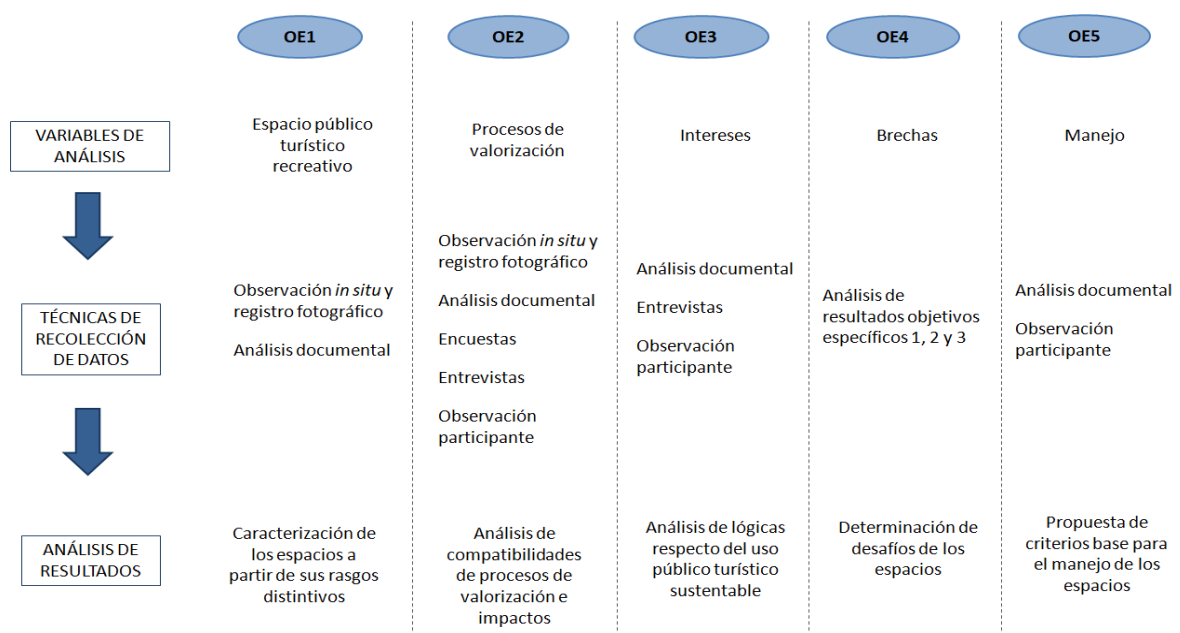 OE1
OE2
OE3
OE4
OE5
VARIABLES DE
ANÁLISIS
Espacio público
turístico
recreativo
Procesos de
valorización
Intereses
Brechas
Manejo
TÉCNICAS DE
RECOLECCIÓN
DE DATOS
Observación in situ y
registro fotográfico
Análisis documental
Observación in situ y
registro fotográfico
Análisis documental
Encuestas
Entrevistas
Observación
participante
Análisis documental
Entrevistas
Observación
participante
Análisis de
resultados objetivos
específicos 1, 2 y 3
Análisis documental
Observación
participante
ANÁLISIS DE
RESULTADOS
Caracterización de
los espacios a
partir de sus rasgos
distintivos
Análisis de
compatibilidades
de procesos de
valorización e
impactos
Análisis de lógicas
respecto del uso
público turístico
sustentable
Determinación de
desafíos de los
espacios
Propuesta de
criterios base para
el manejo de los
espacios